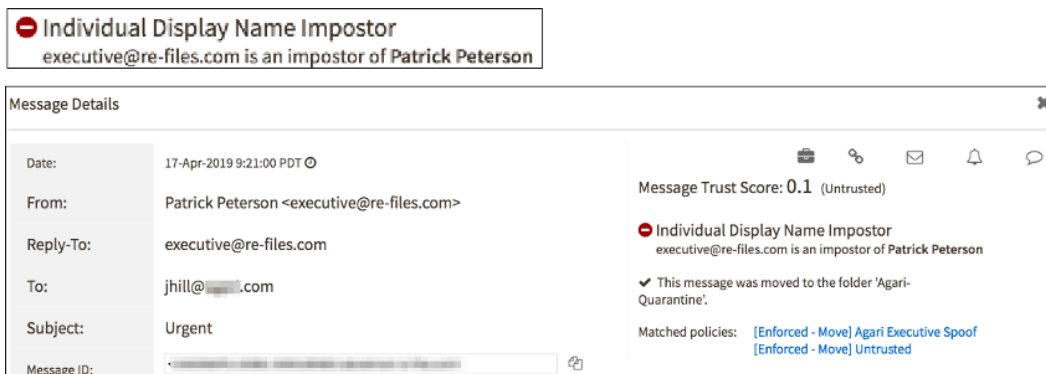 Individual Display Name Impostor
executive@re-files.com is an impostor of Patrick Peterson
Message Details
Date: 17-Apr-2019 9:21:00 PDT
From: Patrick Peterson <executive@re-files.com>
Reply-To: executive@re-files.com
To: jhill@ .com
Subject: Urgent
Message ID:
Message Trust Score: 0.1 (Untrusted)
Individual Display Name Impostor
executive@re-files.com is an impostor of Patrick Peterson
This message was moved to the folder 'Agari-
Quarantine'.
Matched policies: [Enforced - Move] Agari Executive Spoof
[Enforced - Move] Untrusted